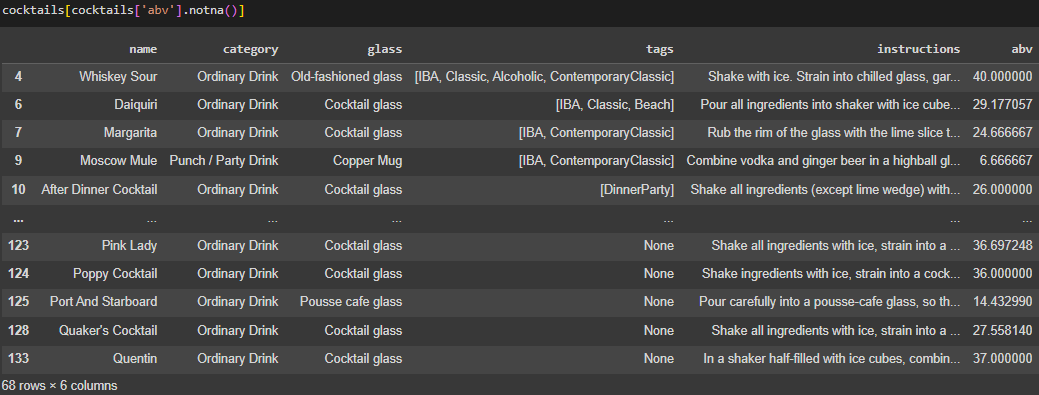 cocktails[cocktails['abv'].notna()]
name category glass tags instructions abv
4 Whiskey Sour Ordinary Drink Old-fashioned glass [IBA, Classic, Alcoholic, ContemporaryClassic] Shake with ice. Strain into chilled glass, gar... 40.000000
6 Daiquiri Ordinary Drink Cocktail glass [IBA, Classic, Beach] Pour all ingredients into shaker with ice cube... 29.177057
7 Margarita Ordinary Drink Cocktail glass [IBA, ContemporaryClassic] Rub the rim of the glass with the lime slice t... 24.666667
9 Moscow Mule Punch / Party Drink Copper Mug [IBA, ContemporaryClassic] Combine vodka and ginger beer in a highball gl... 6.666667
10 After Dinner Cocktail Ordinary Drink Cocktail glass [DinnerParty] Shake all ingredients (except lime wedge) with... 26.000000
... ... ... ... ... ... ...
123 Pink Lady Ordinary Drink Cocktail glass None Shake all ingredients with ice, strain into a ... 36.697248
124 Poppy Cocktail Ordinary Drink Cocktail glass None Shake ingredients with ice, strain into a cock... 36.000000
125 Port And Starboard Ordinary Drink Pousse cafe glass None Pour carefully into a pousse-cafe glass, so th... 14.432990
128 Quaker's Cocktail Ordinary Drink Cocktail glass None Shake all ingredients with ice, strain into a ... 27.558140
133 Quentin Ordinary Drink Cocktail glass None In a shaker half-filled with ice cubes, combin... 37.000000
68 rows × 6 columns